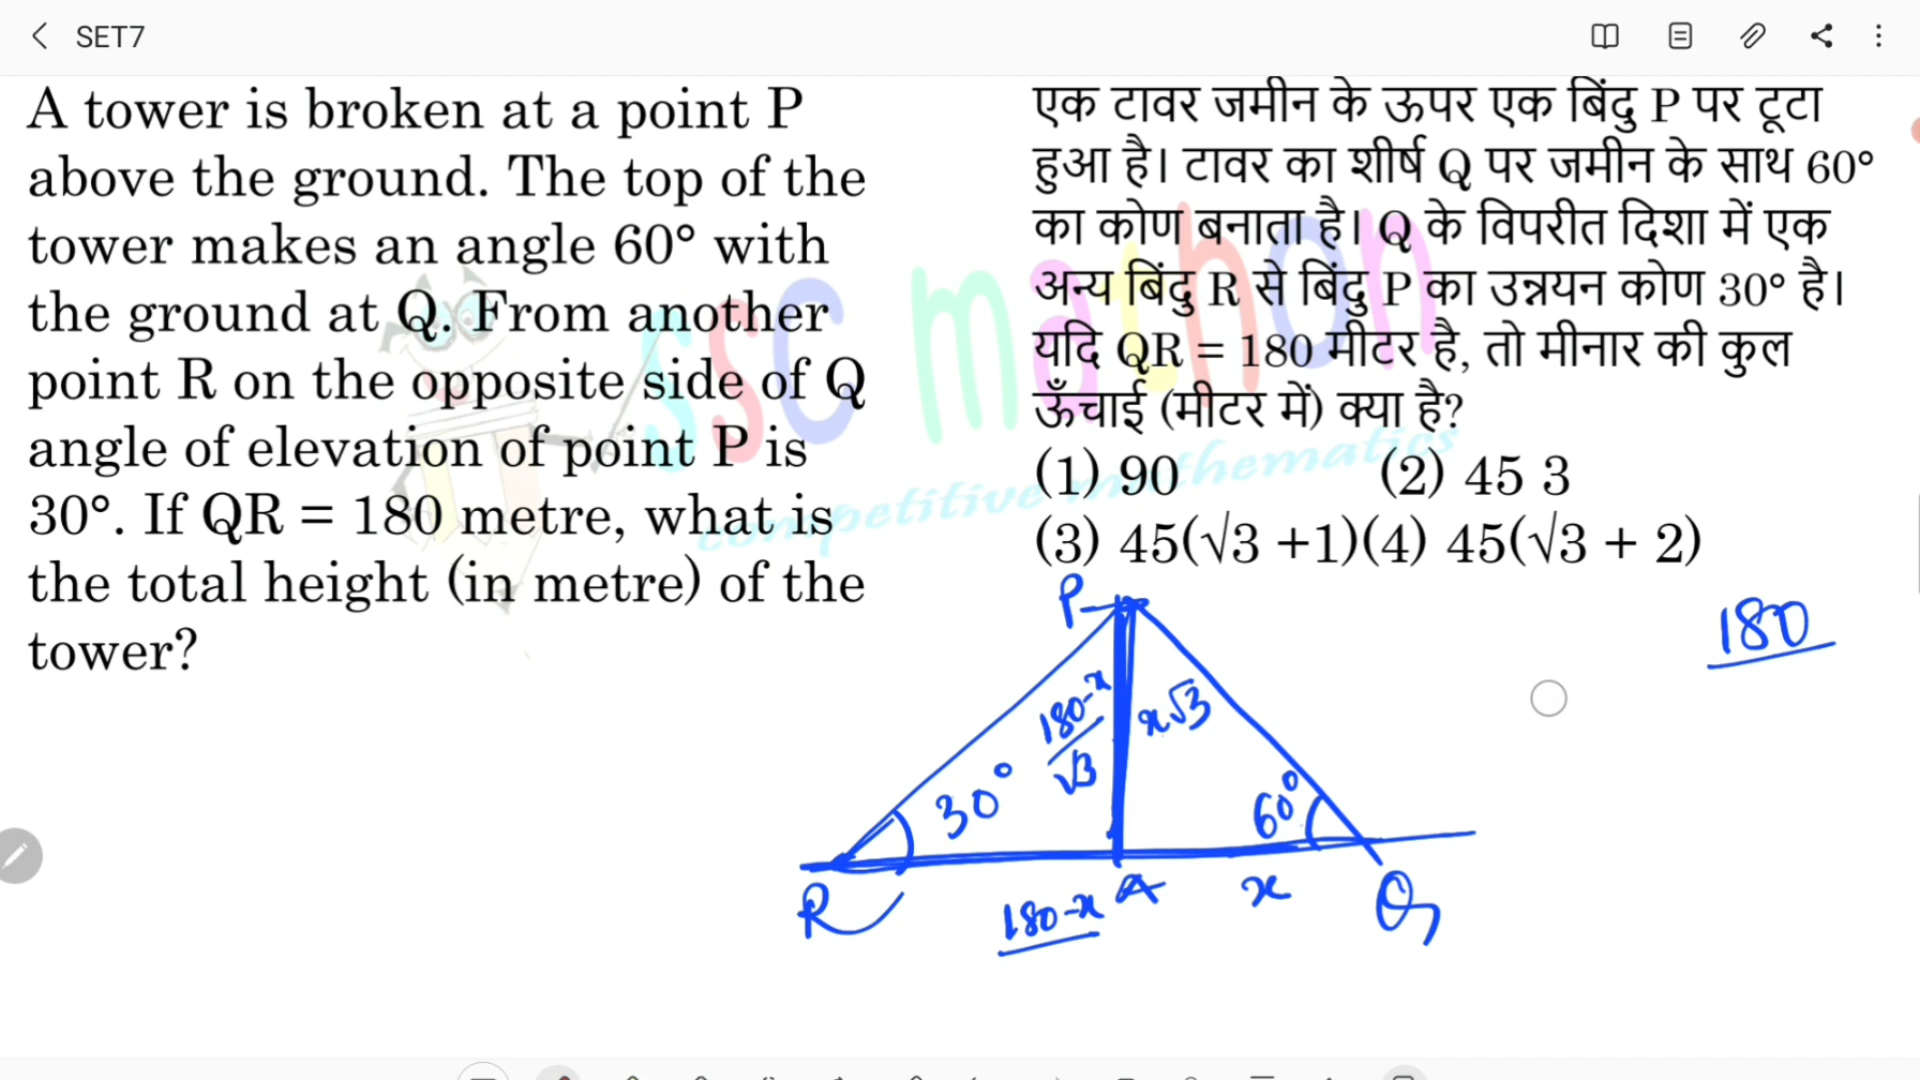 SET7
A tower is broken at a point P
above the ground. The top of the
tower makes an angle 60° with
the ground at Q. From another
point R on the opposite side of Q
angle of elevation of point P is
30°. If QR = 180 metre, what is
the total height (in metre) of the
tower?
एक टावर जमीन के ऊपर एक बिंदु P पर टूटा
हुआ है। टावर का शीर्ष Q पर जमीन के साथ 60°
का कोण बनाता है। Q के विपरीत दिशा में एक
अन्य बिंदु R से बिंदु P का उन्नयन कोण 30° है।
यदि QR = 180 मीटर है, तो मीनार की कुल
ऊँचाई (मीटर में) क्या है?
(1) 90 (2) 45 3
(3) 45(√3 +1)(4) 45(√3 + 2)
ssc mathon
competitive mathematics
P
180
180-x
√3
x√3
30°
60°
R
180-x
A
x
Q